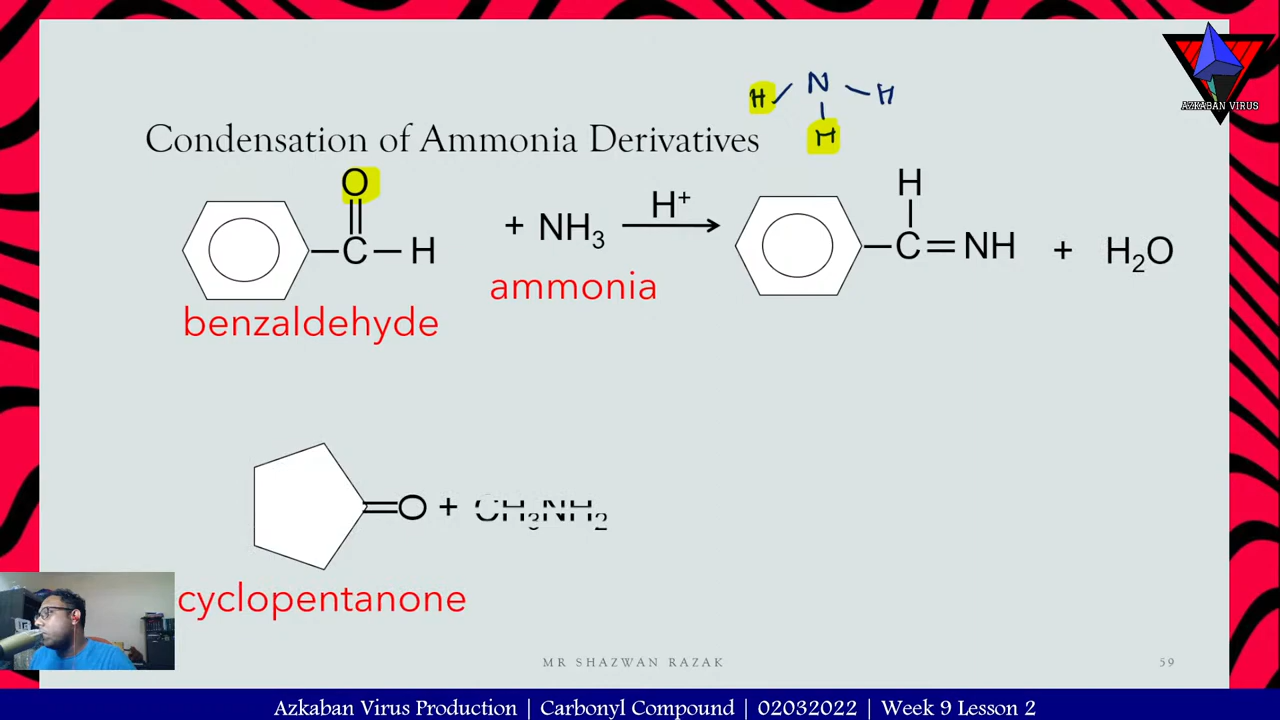 AZKABAN VIRUS
H N H
H
Condensation of Ammonia Derivatives
O H
C H + NH₃ H⁺ C NH + H₂O
ammonia
benzaldehyde
O + CH₃NH₂
cyclopentanone
MR SHAZWAN RAZAK 59
Azkaban Virus Production | Carbonyl Compound | 02032022 | Week 9 Lesson 2